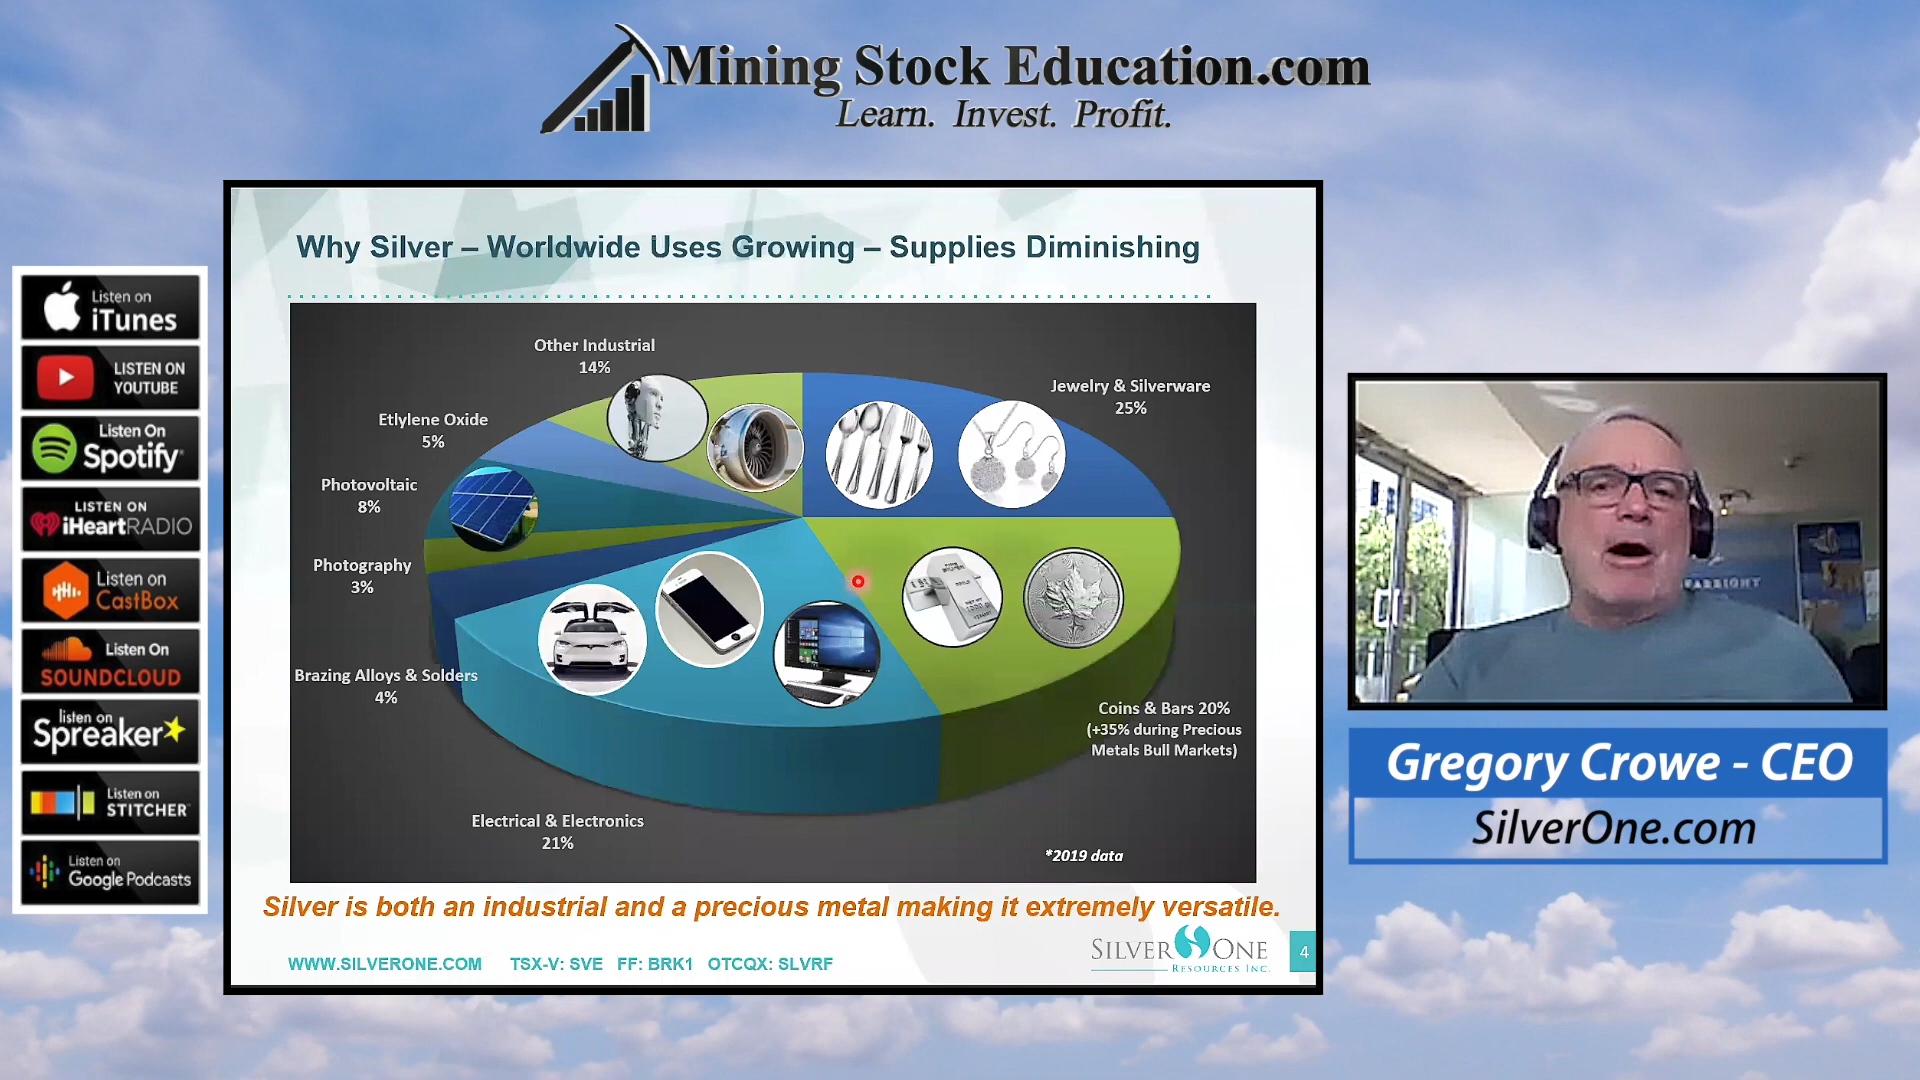 Mining Stock Education.com
Learn. Invest. Profit.
Listen on
iTunes
LISTEN ON
YOUTUBE
Listen On
Spotify
LISTEN ON
iHeartRADIO
Listen on
CastBox
Listen On
SOUNDCLOUD
listen on
Spreaker
Listen on
STITCHER
Listen on
Google Podcasts
Why Silver – Worldwide Uses Growing – Supplies Diminishing
Other Industrial
14%
Jewelry & Silverware
25%
Etlylene Oxide
5%
Photovoltaic
8%
Photography
3%
Brazing Alloys & Solders
4%
Coins & Bars 20%
(+35% during Precious
Metals Bull Markets)
Electrical & Electronics
21%
*2019 data
Silver is both an industrial and a precious metal making it extremely versatile.
WWW.SILVERONE.COM TSX-V: SVE FF: BRK1 OTCQX: SLVRF
SILVER ONE
RESOURCES INC.
4
Gregory Crowe - CEO
SilverOne.com